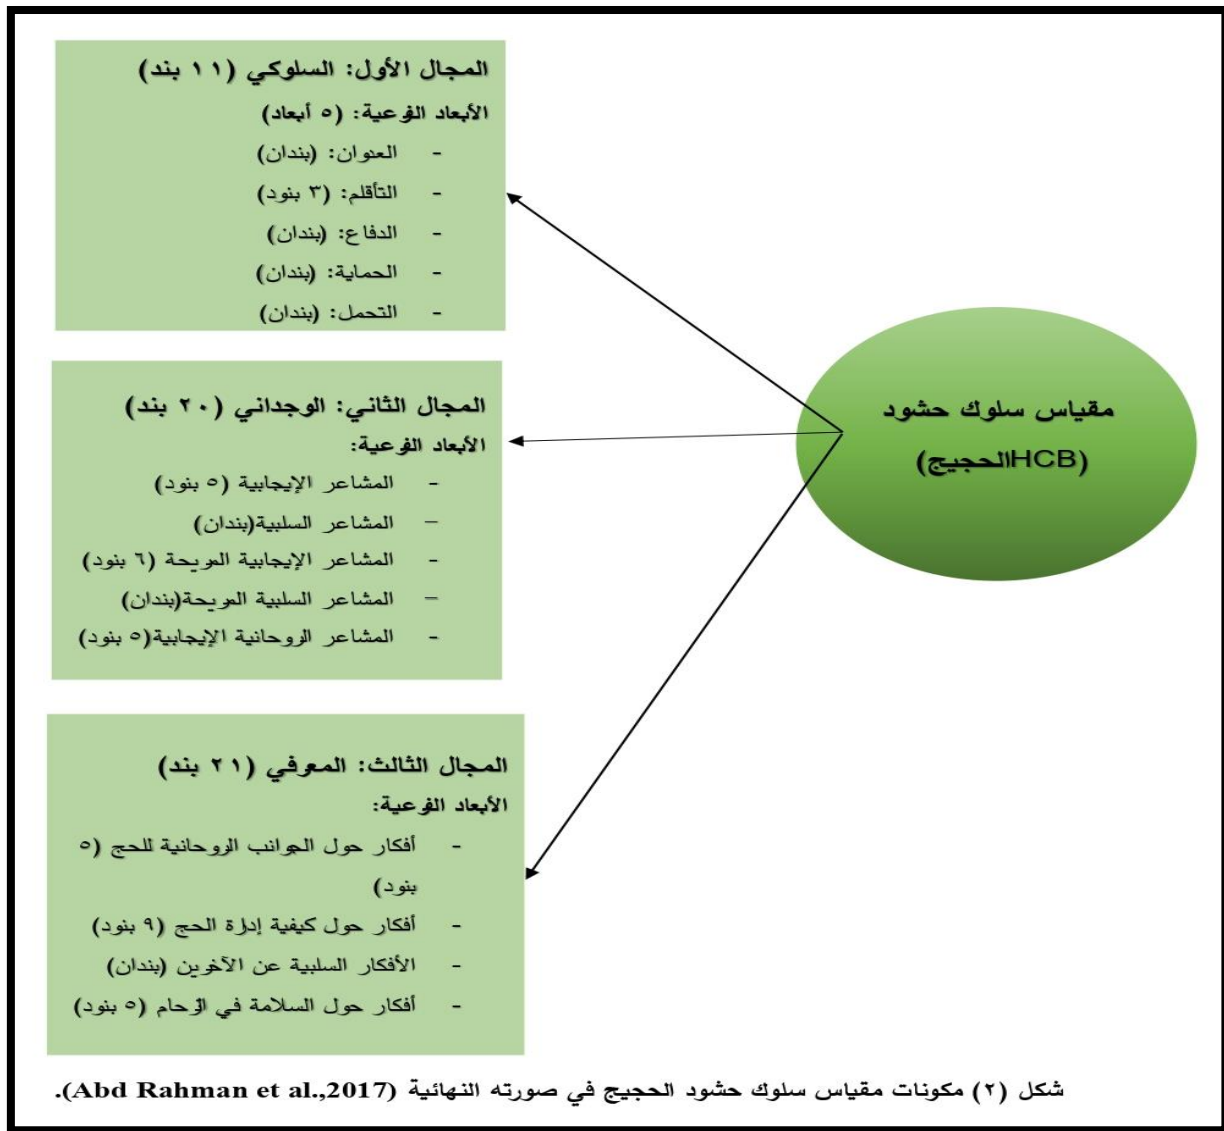 المجال الأول: السلوكي (١١ بند)
الأبعاد الفرعية: (٥ أبعاد)
- العنوان: (بندان)
- التأقلم: (٣ بنود)
- الدفاع: (بندان)
- الحماية: (بندان)
- التحمل: (بندان)
المجال الثاني: الوجداني (٢٠ بند)
الأبعاد الفرعية:
- المشاعر الإيجابية (٥ بنود)
- المشاعر السلبية(بندان)
- المشاعر الإيجابية المريحة (٦ بنود)
- المشاعر السلبية المريحة(بندان)
- المشاعر الروحانية الإيجابية(٥ بنود)
المجال الثالث: المعرفي (٢١ بند)
الأبعاد الفرعية:
- أفكار حول الجوانب الروحانية للحج (٥
بنود)
- أفكار حول كيفية إدارة الحج (٩ بنود)
- الأفكار السلبية عن الآخرين (بندان)
- أفكار حول السلامة في الزحام (٥ بنود)
مقياس سلوك حشود
(HCBالحجيج)
شكل (٢) مكونات مقياس سلوك حشود الحجيج في صورته النهائية (Abd Rahman et al.,2017).